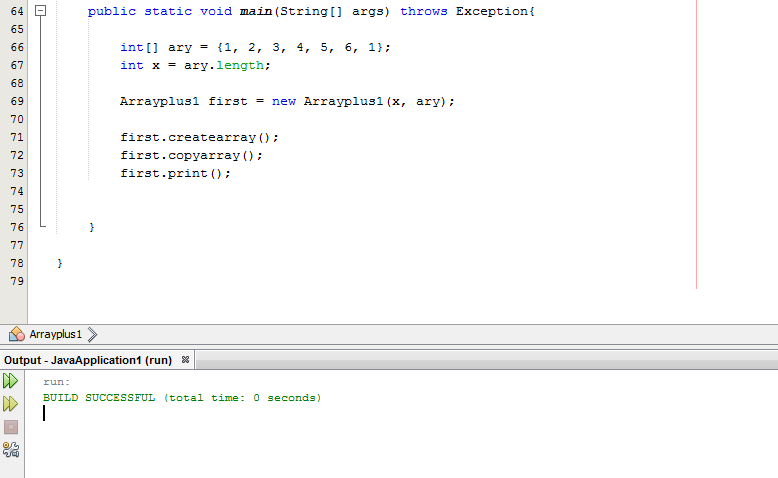 64 public static void main(String[] args) throws Exception{
65
66 int[] ary = {1, 2, 3, 4, 5, 6, 1};
67 int x = ary.length;
68
69 Arrayplus1 first = new Arrayplus1(x, ary);
70
71 first.createarray();
72 first.copyarray();
73 first.print();
74
75
76 }
77
78 }
79
Arrayplus1
Output - JavaApplication1 (run)
run:
BUILD SUCCESSFUL (total time: 0 seconds)